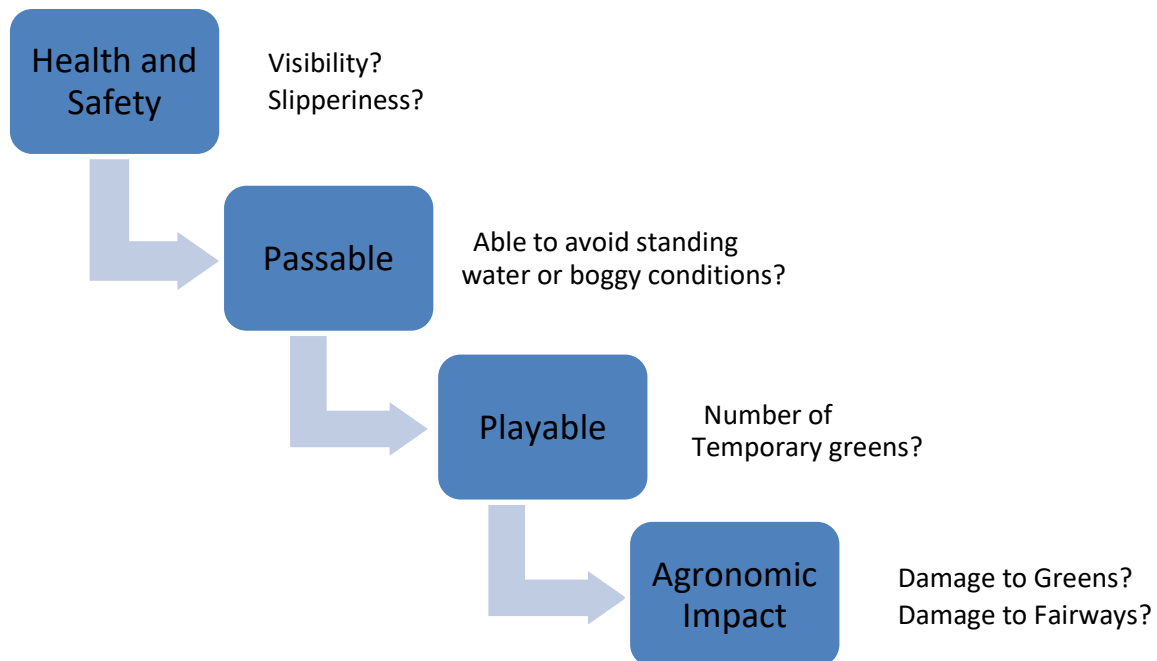 Health and
Safety
Visibility?
Slipperiness?
Passable
Able to avoid standing
water or boggy conditions?
Playable
Number of
Temporary greens?
Agronomic
Impact
Damage to Greens?
Damage to Fairways?